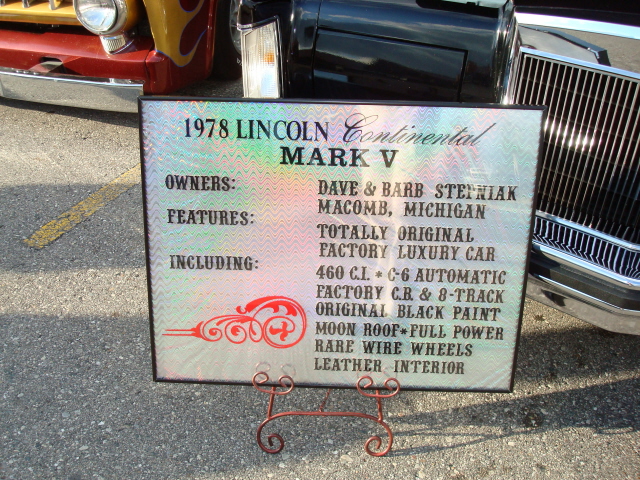 1978 LINCOLN Continental
MARK V
OWNERS: DAVE & BARB STEPNIAK
MACOMB, MICHIGAN
FEATURES: TOTALLY ORIGINAL
FACTORY LUXURY CAR
INCLUDING: 460 C.I. * C-6 AUTOMATIC
FACTORY C.B. & 8-TRACK
ORIGINAL BLACK PAINT
MOON ROOF * FULL POWER
RARE WIRE WHEELS
LEATHER INTERIOR